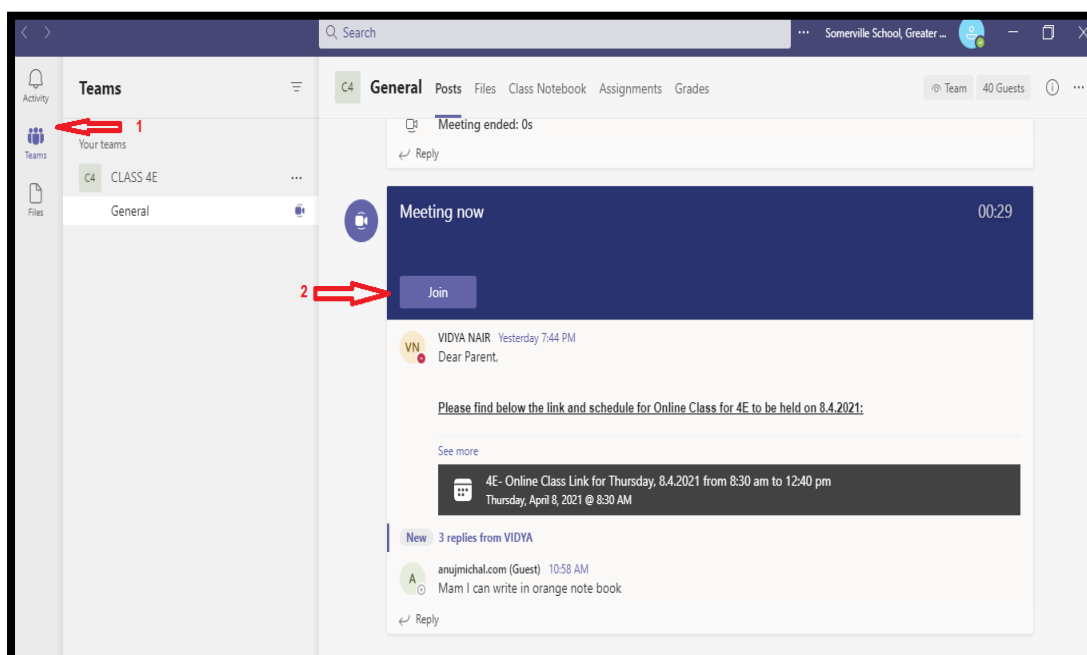 Search
Somerville School, Greater ...
Activity
Teams
Files
Teams
Your teams
C4 CLASS 4E
General
1
2
C4 General Posts Files Class Notebook Assignments Grades
Team 40 Guests
Meeting ended: 0s
Reply
Meeting now 00:29
Join
VN VIDYA NAIR Yesterday 7:44 PM
Dear Parent,
Please find below the link and schedule for Online Class for 4E to be held on 8.4.2021:
See more
4E- Online Class Link for Thursday, 8.4.2021 from 8:30 am to 12:40 pm
Thursday, April 8, 2021 @ 8:30 AM
New 3 replies from VIDYA
A anujmichal.com (Guest) 10:58 AM
Mam I can write in orange note book
Reply